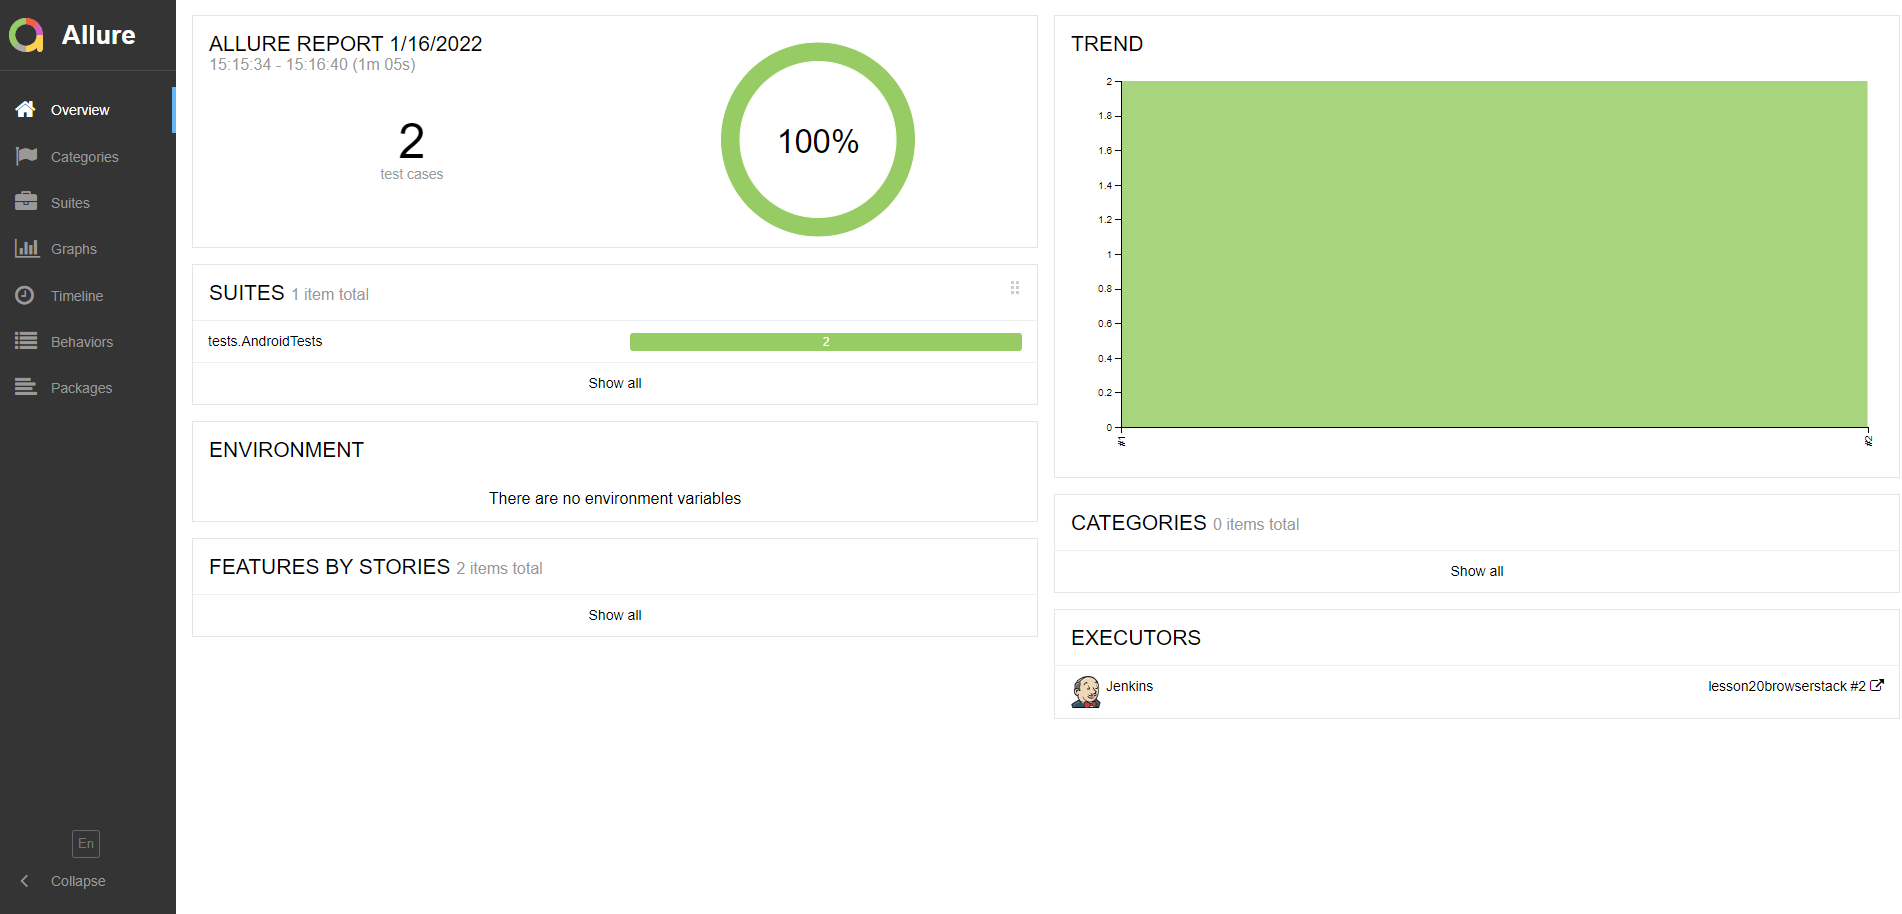 Allure
Overview
Categories
Suites
Graphs
Timeline
Behaviors
Packages
En
Collapse
ALLURE REPORT 1/16/2022
15:15:34 - 15:16:40 (1m 05s)
2
test cases
100%
SUITES 1 item total
tests.AndroidTests 2
Show all
ENVIRONMENT
There are no environment variables
FEATURES BY STORIES 2 items total
Show all
TREND
2
1.8
1.6
1.4
1.2
1
0.8
0.6
0.4
0.2
0
#1 #2
CATEGORIES 0 items total
Show all
EXECUTORS
Jenkins lesson20browserstack #2